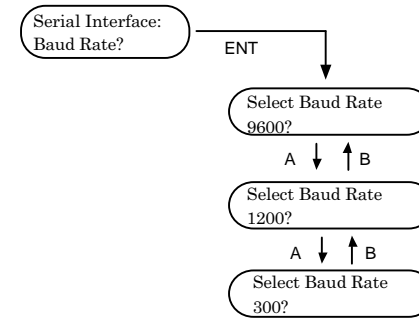 Serial Interface:
Baud Rate?
ENT
Select Baud Rate
9600?
A B
Select Baud Rate
1200?
A B
Select Baud Rate
300?